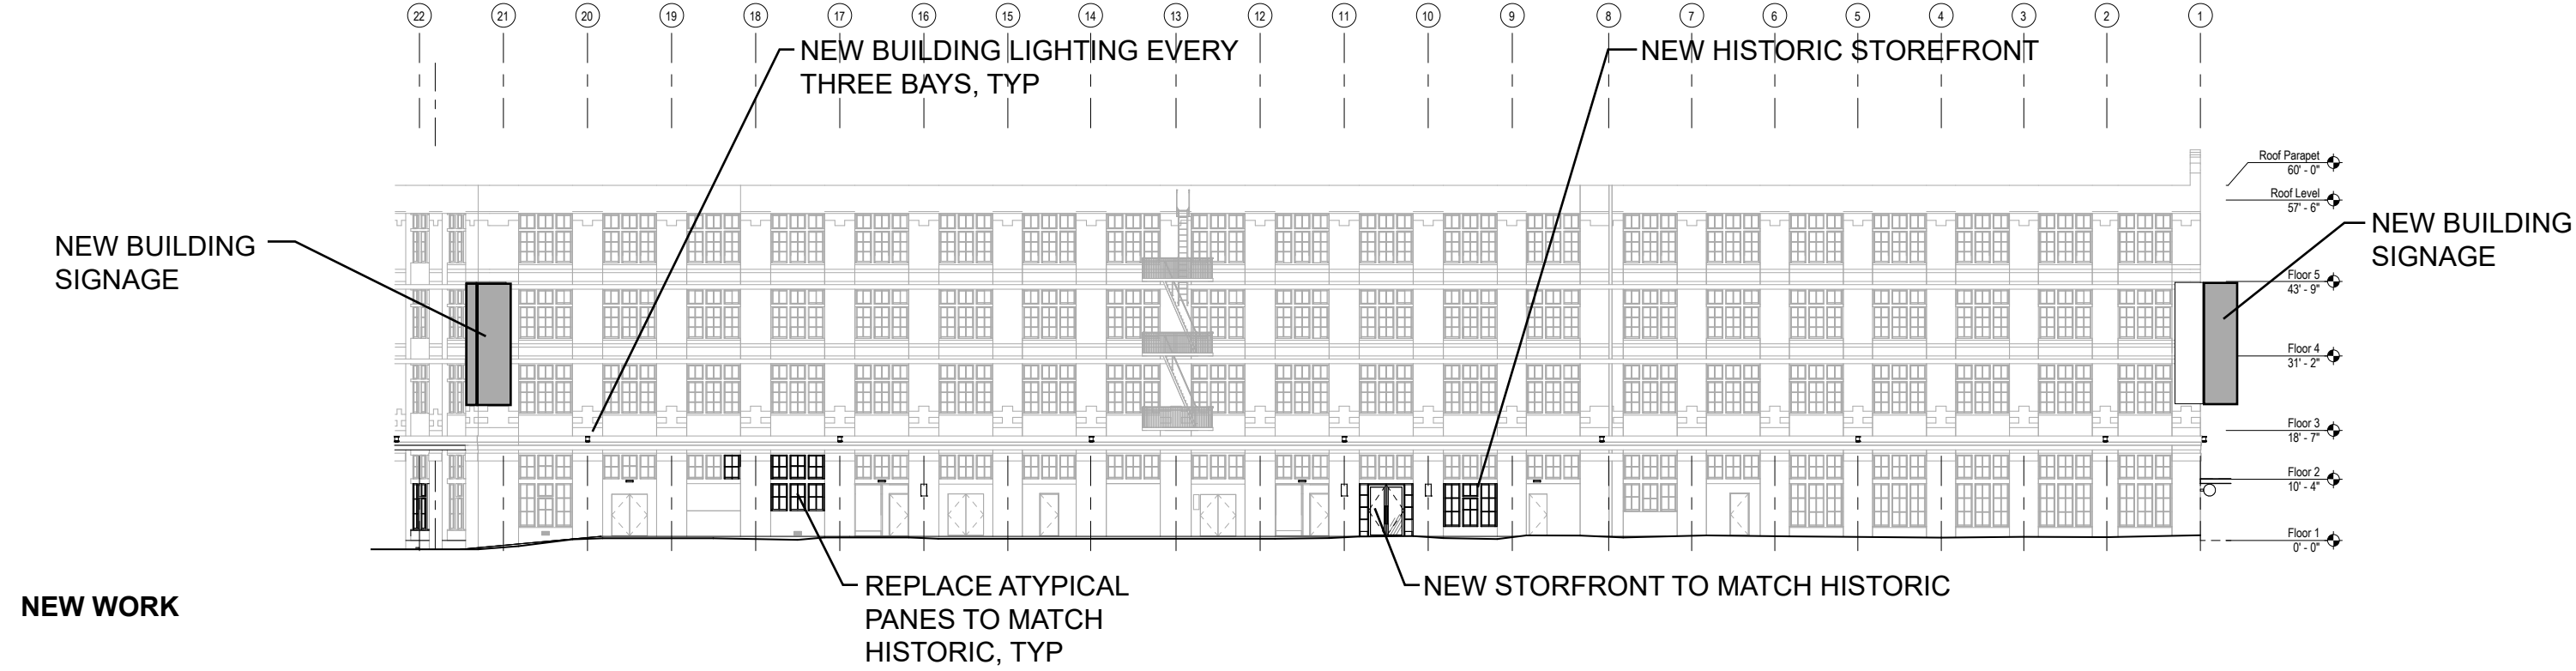 22 21 20 19 18 17 16 15 14 13 12 11 10 9 8 7 6 5 4 3 2 1
NEW BUILDING LIGHTING EVERY
THREE BAYS, TYP
NEW HISTORIC STOREFRONT
Roof Parapet
60' - 0"
Roof Level
57' - 6"
NEW BUILDING
SIGNAGE
NEW BUILDING
SIGNAGE
Floor 5
43' - 9"
Floor 4
31' - 2"
Floor 3
18' - 7"
Floor 2
10' - 4"
Floor 1
0' - 0"
REPLACE ATYPICAL
PANES TO MATCH
HISTORIC, TYP
NEW STORFRONT TO MATCH HISTORIC
NEW WORK